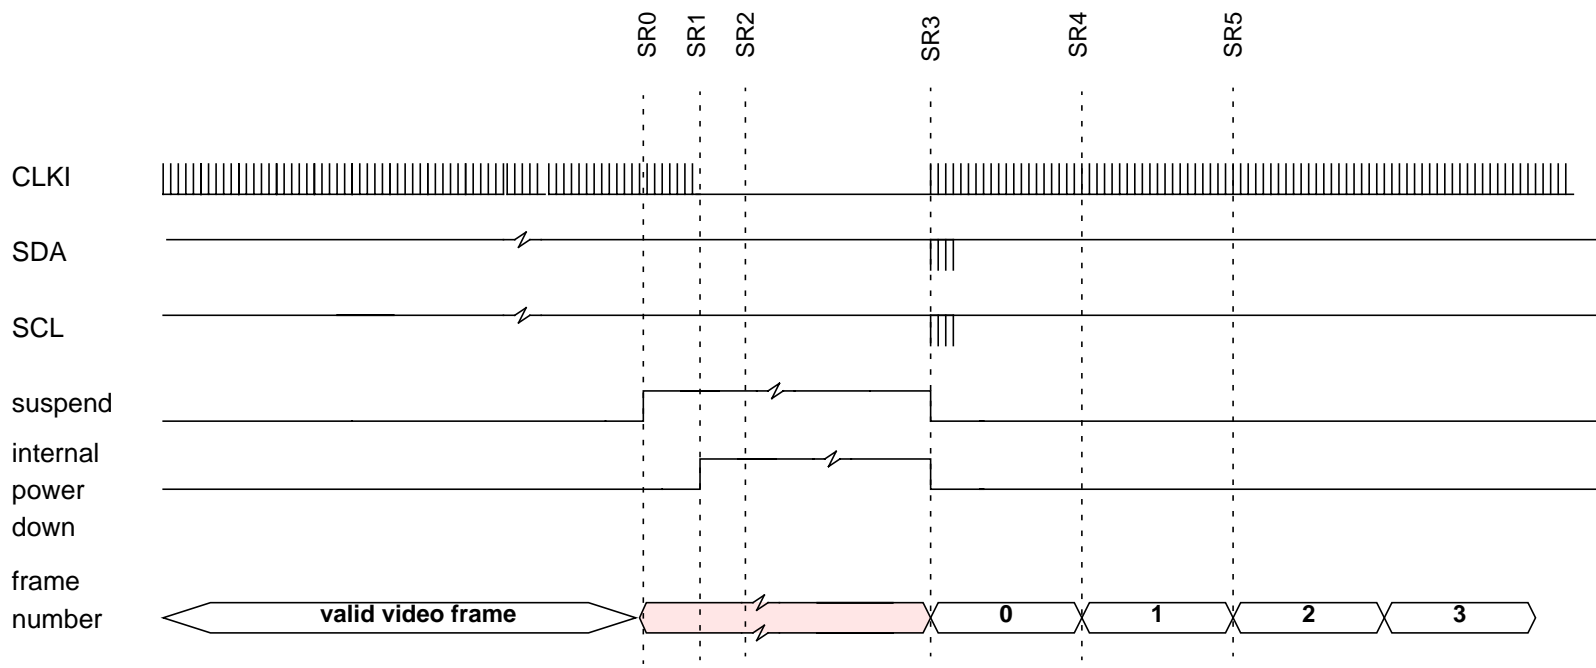 SR0
SR1
SR2
SR3
SR4
SR5
CLKI
SDA
SCL
suspend
internal
power
down
frame
number
valid video frame
0
1
2
3